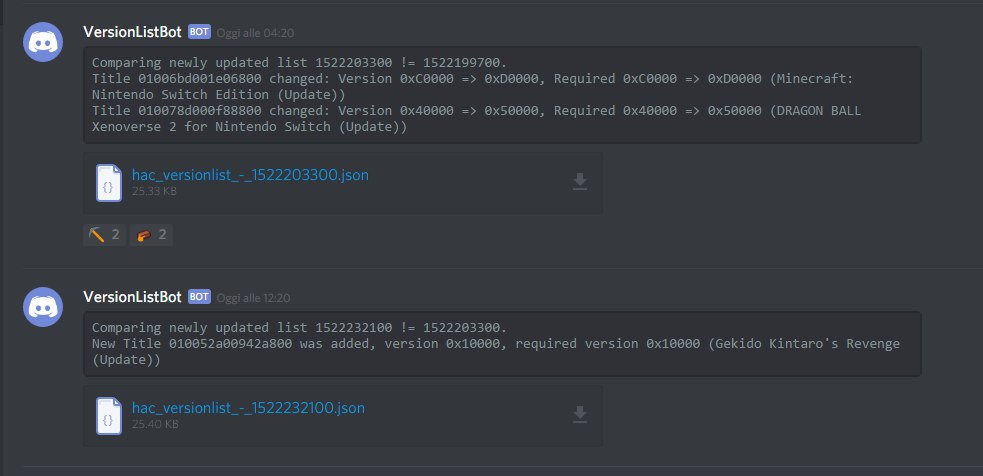 VersionListBot BOT Oggi alle 04:20
Comparing newly updated list 1522203300 != 1522199700.
Title 01006bd001e06800 changed: Version 0xC0000 => 0xD0000, Required 0xC0000 => 0xD0000 (Minecraft:
Nintendo Switch Edition (Update))
Title 010078d000f88800 changed: Version 0x40000 => 0x50000, Required 0x40000 => 0x50000 (DRAGON BALL
Xenoverse 2 for Nintendo Switch (Update))
hac_versionlist_-_1522203300.json
25.33 KB
2 2
VersionListBot BOT Oggi alle 12:20
Comparing newly updated list 1522232100 != 1522203300.
New Title 010052a00942a800 was added, version 0x10000, required version 0x10000 (Gekido Kintaro's Revenge
(Update))
hac_versionlist_-_1522232100.json
25.40 KB